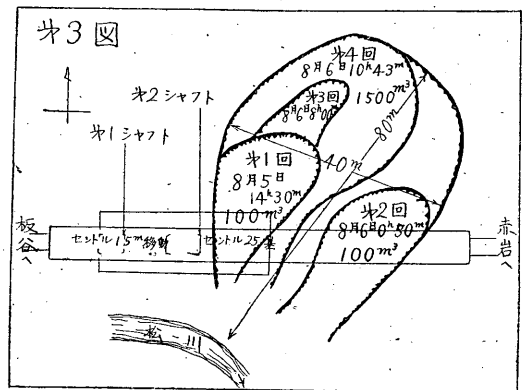 第3図
第4回
8月6日10ʰ43ᵐ
1500m³
第3回
8月6日8ʰ0
80m
40m
第2シャフト
第1シャフト
第1回
8月5日
14ʰ30ᵐ
100m³
第2回
8月6日0ʰ50ᵐ
100m³
板谷へ
セントル1.5m移動
セントル25基
赤岩へ
松川